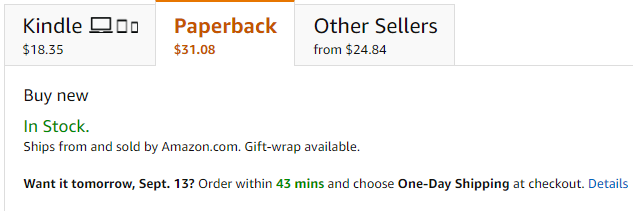 Kindle Paperback Other Sellers
$18.35 $31.08 from $24.84
Buy new
In Stock.
Ships from and sold by Amazon.com. Gift-wrap available.
Want it tomorrow, Sept. 13? Order within 43 mins and choose One-Day Shipping at checkout. Details